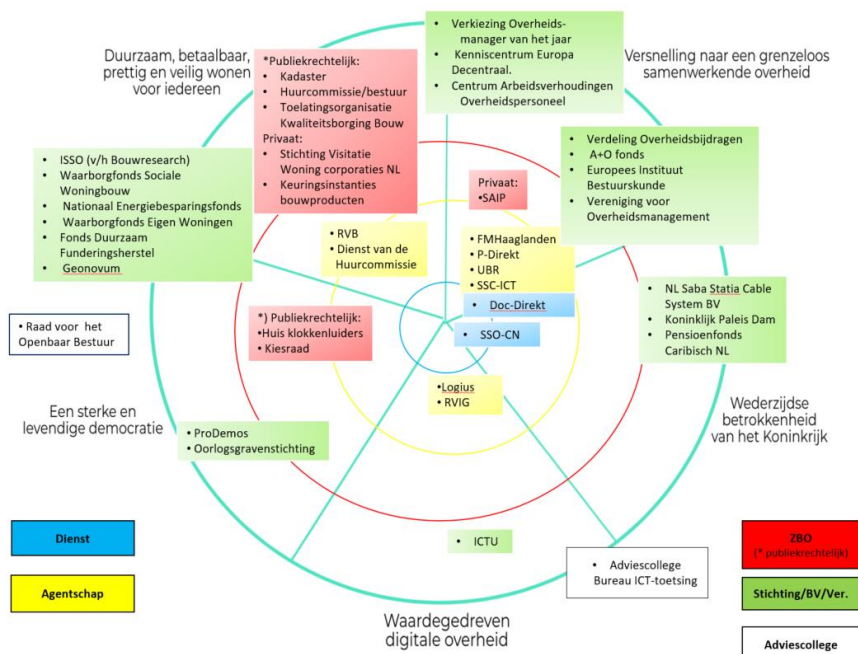 Duurzaam, betaalbaar,
prettig en veilig wonen
voor iedereen
*Publiekrechtelijk:
• Kadaster
• Huurcommissie/bestuur
• Toelatingsorganisatie
Kwaliteitsborging Bouw
Privaat:
• Stichting Visitatie
Woning corporaties NL
• Keuringsinstanties
bouwproducten
• Verkiezing Overheids-
manager van het jaar
• Kenniscentrum Europa
Decentraal.
• Centrum Arbeidsverhoudingen
Overheidspersoneel
Versnelling naar een grenzeloos
samenwerkende overheid
• ISSO (v/h Bouwresearch)
• Waarborgfonds Sociale
Woningbouw
• Nationaal Energiebesparingsfonds
• Waarborgfonds Eigen Woningen
• Fonds Duurzaam
Funderingsherstel
• Geonovum
• Verdeling Overheidsbijdragen
• A+O fonds
• Europees Instituut
Bestuurskunde
• Vereniging voor
Overheidsmanagement
Privaat:
•SAIP
• RVB
• Dienst van de
Huurcommissie
• FMHaaglanden
• P-Direkt
• UBR
• SSC-ICT
• Doc-Direkt
• SSO-CN
• NL Saba Statia Cable
System BV
• Koninklijk Paleis Dam
• Pensioenfonds
Caribisch NL
• Raad voor het
Openbaar Bestuur
*) Publiekrechtelijk:
•Huis klokkenluiders
• Kiesraad
•Logius
• RVIG
Een sterke en
levendige democratie
• ProDemos
• Oorlogsgravenstichting
Wederzijdse
betrokkenheid
van het Koninkrijk
• ICTU
• Adviescollege
Bureau ICT-toetsing
Waardegedreven
digitale overheid
Dienst
Agentschap
ZBO
(* publiekrechtelijk)
Stichting/BV/Ver.
Adviescollege